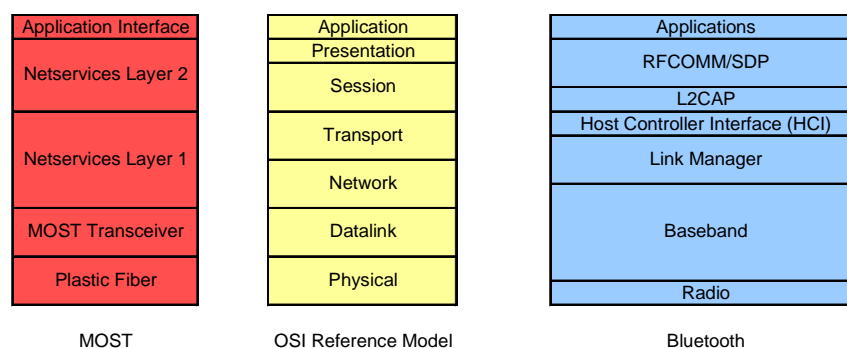 Application Interface
Netservices Layer 2
Netservices Layer 1
MOST Transceiver
Plastic Fiber
MOST
Application
Presentation
Session
Transport
Network
Datalink
Physical
OSI Reference Model
Applications
RFCOMM/SDP
L2CAP
Host Controller Interface (HCI)
Link Manager
Baseband
Radio
Bluetooth